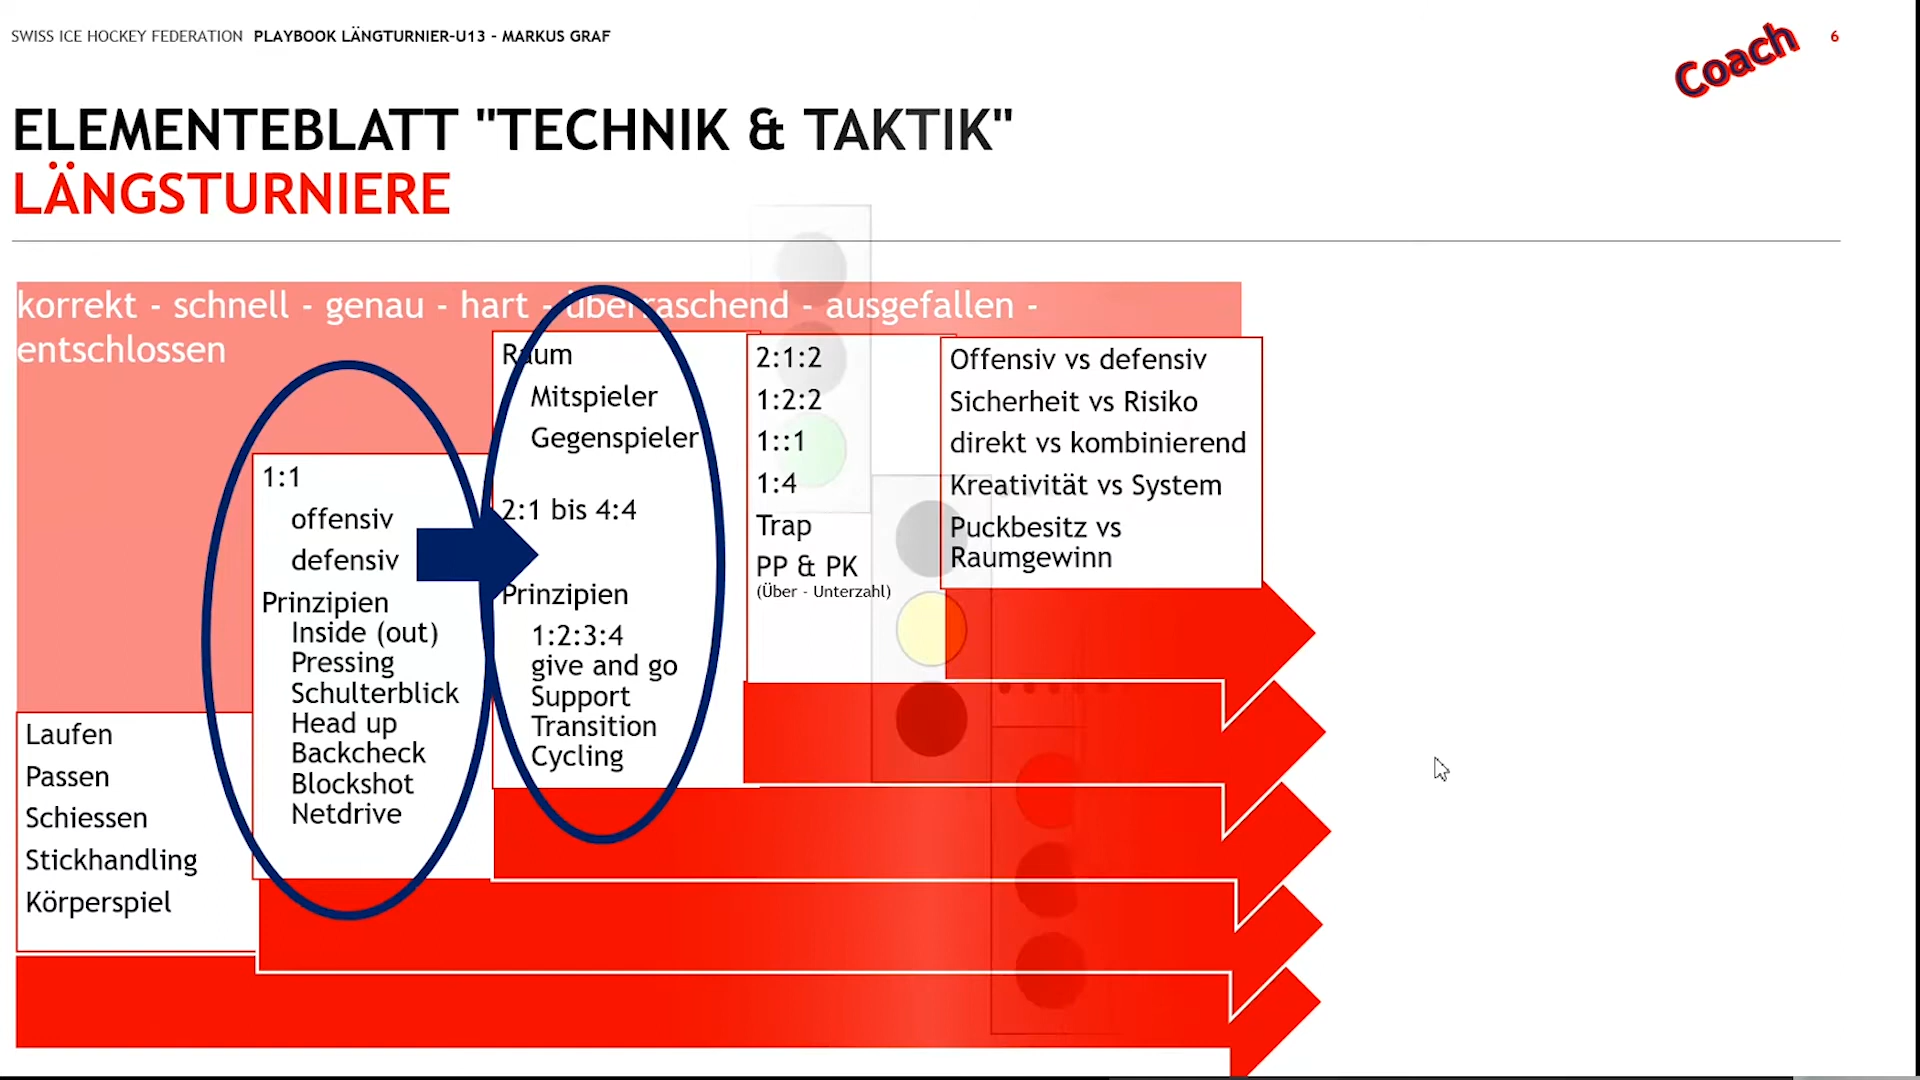 SWISS ICE HOCKEY FEDERATION PLAYBOOK LÄNGTURNIER-U13 - MARKUS GRAF
Coach
6
ELEMENTEBLATT "TECHNIK & TAKTIK"
LÄNGSTURNIERE
korrekt - schnell - genau - hart - überraschend - ausgefallen -
entschlossen
Laufen
Passen
Schiessen
Stickhandling
Körperspiel
1:1
offensiv
defensiv
Prinzipien
Inside (out)
Pressing
Schulterblick
Head up
Backcheck
Blockshot
Netdrive
Raum
Mitspieler
Gegenspieler
2:1 bis 4:4
Prinzipien
1:2:3:4
give and go
Support
Transition
Cycling
2:1:2
1:2:2
1::1
1:4
Trap
PP & PK
(Über - Unterzahl)
Offensiv vs defensiv
Sicherheit vs Risiko
direkt vs kombinierend
Kreativität vs System
Puckbesitz vs
Raumgewinn